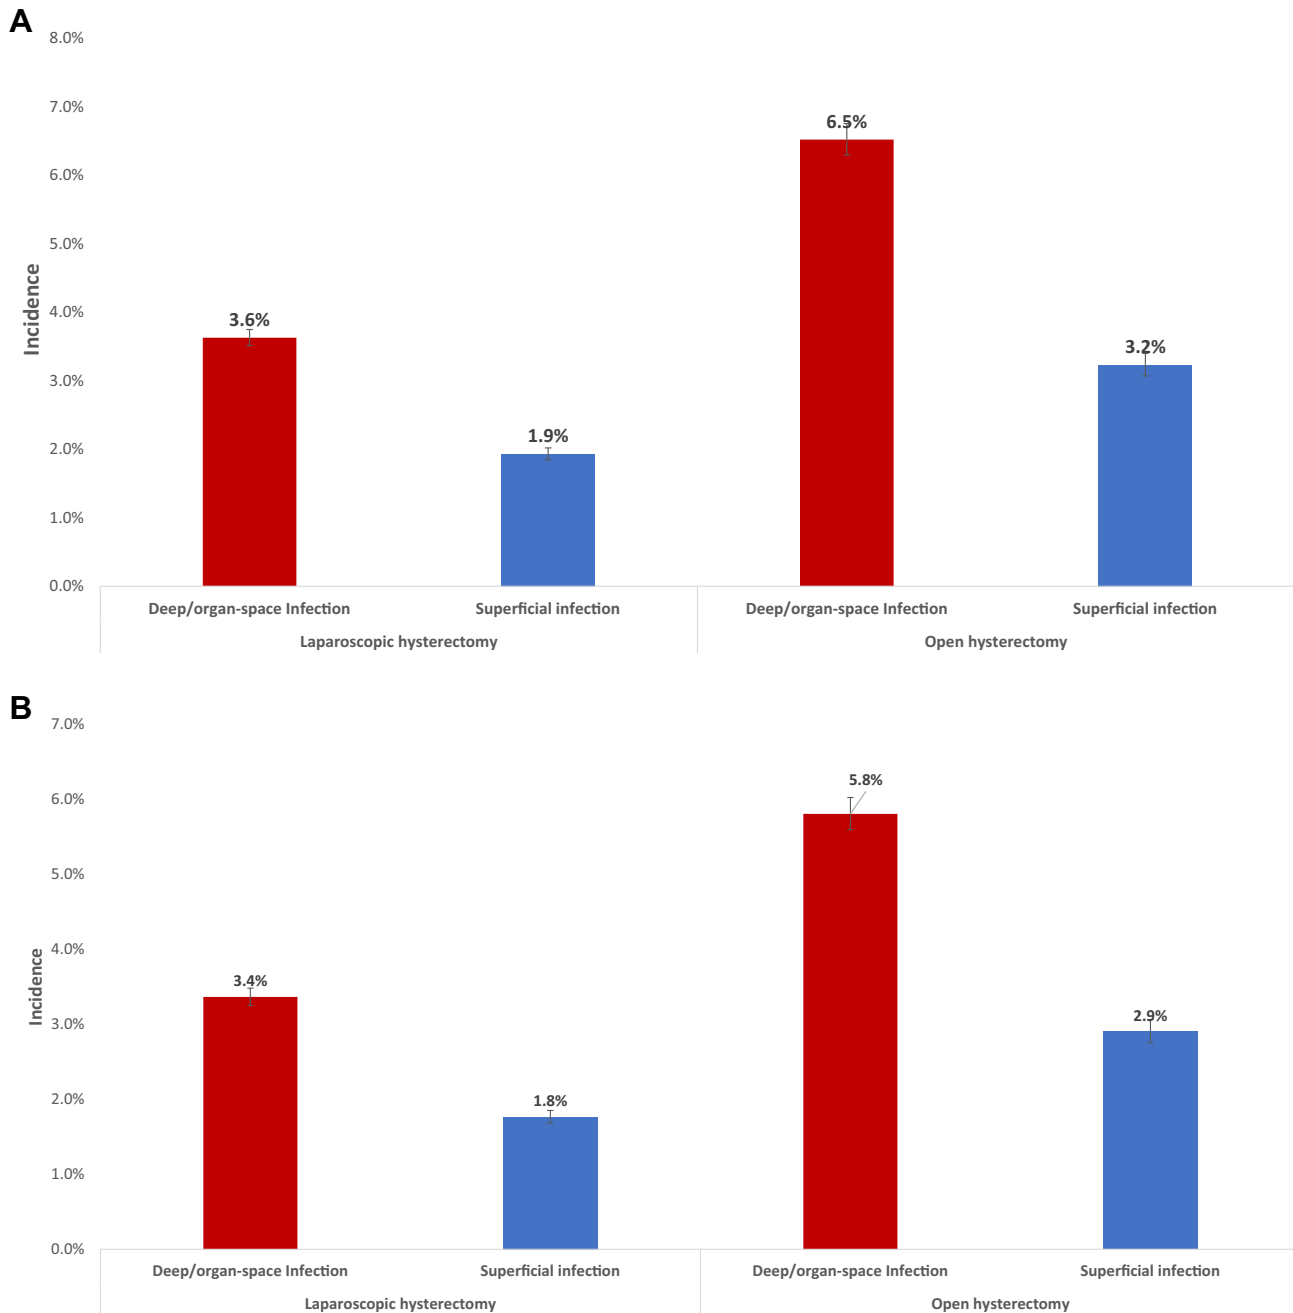 A
8.0%
7.0%
6.0%
5.0%
4.0%
3.0%
2.0%
1.0%
0.0%
Incidence
3.6%
1.9%
6.5%
3.2%
Deep/organ-space Infection
Superficial infection
Deep/organ-space Infection
Superficial infection
Laparoscopic hysterectomy
Open hysterectomy
B
7.0%
6.0%
5.0%
4.0%
3.0%
2.0%
1.0%
0.0%
Incidence
3.4%
1.8%
5.8%
2.9%
Deep/organ-space Infection
Superficial infection
Deep/organ-space Infection
Superficial infection
Laparoscopic hysterectomy
Open hysterectomy